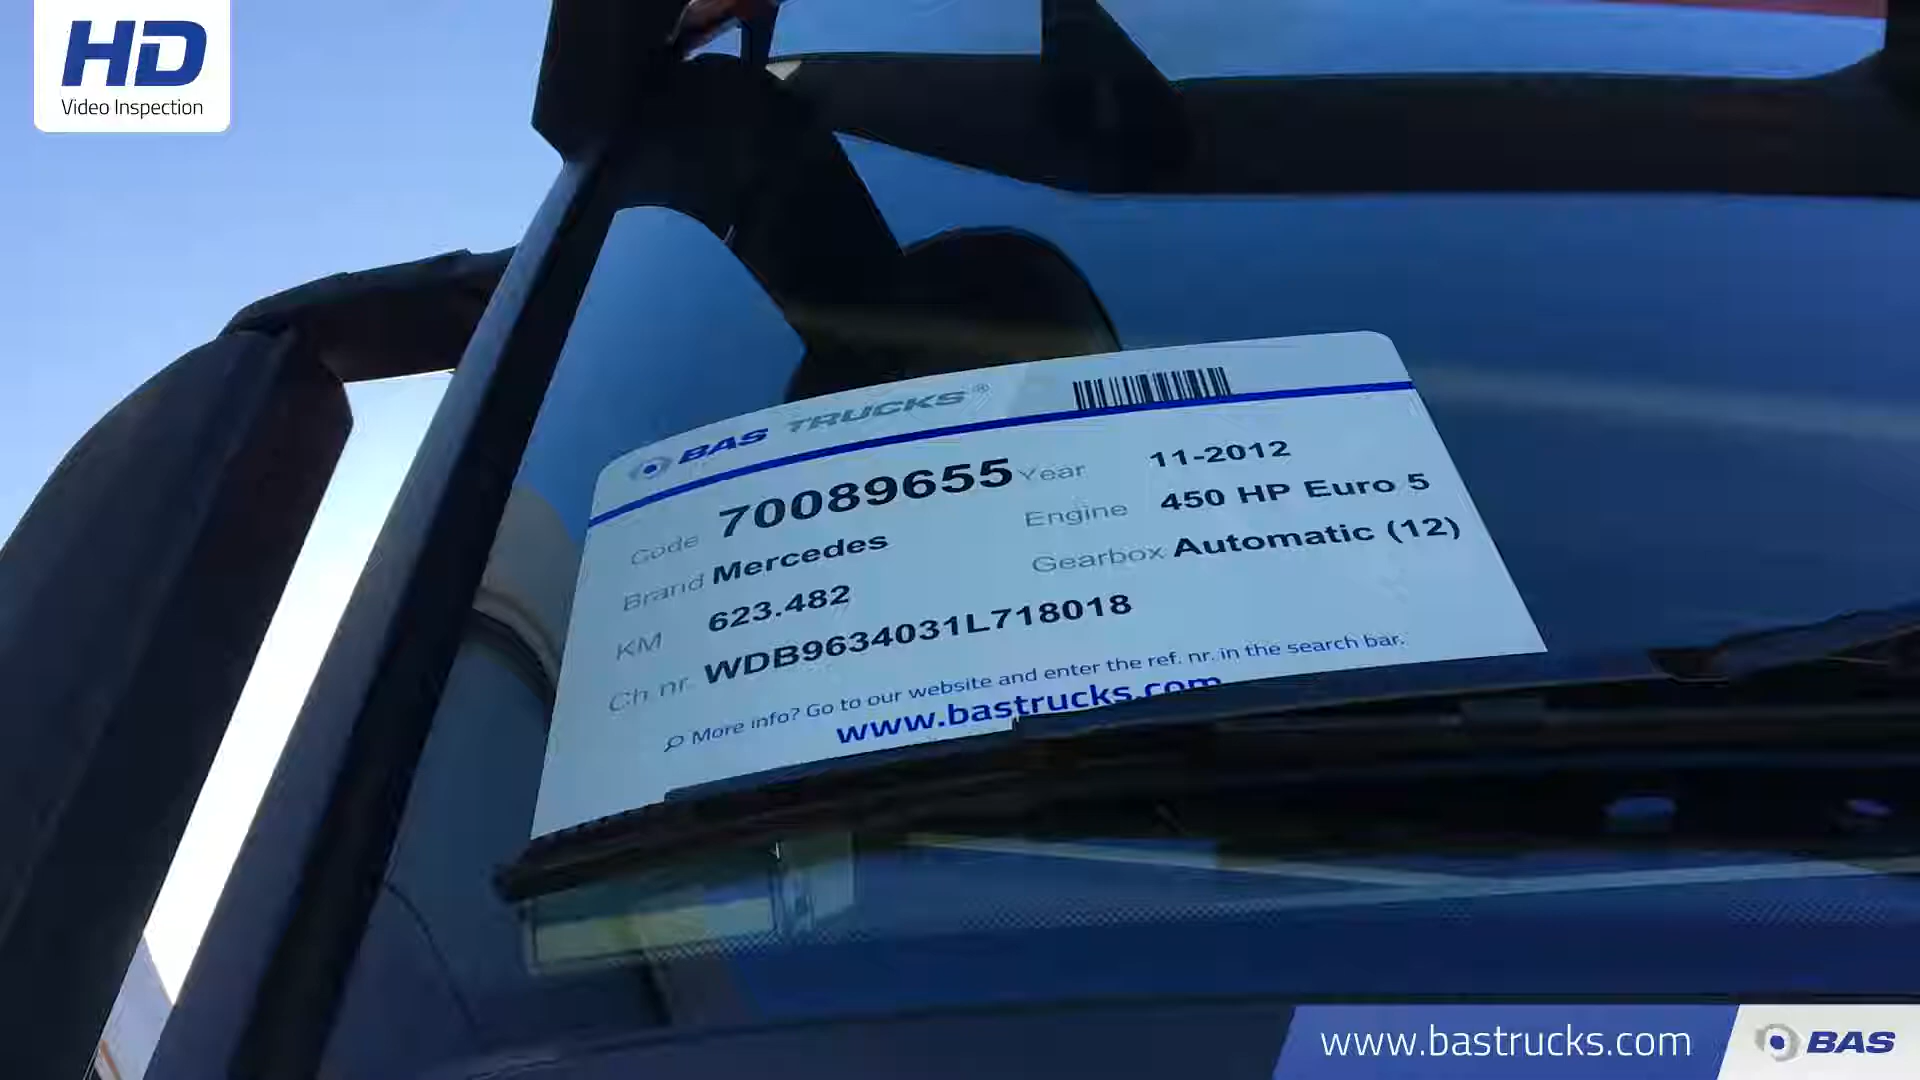 HD
Video Inspection
BAS TRUCKS®
Code 70089655
Year 11-2012
Brand Mercedes
Engine 450 HP Euro 5
KM 623.482
Gearbox Automatic (12)
Ch nr. WDB9634031L718018
More info? Go to our website and enter the ref. nr. in the search bar.
www.bastrucks.com
www.bastrucks.com
BAS